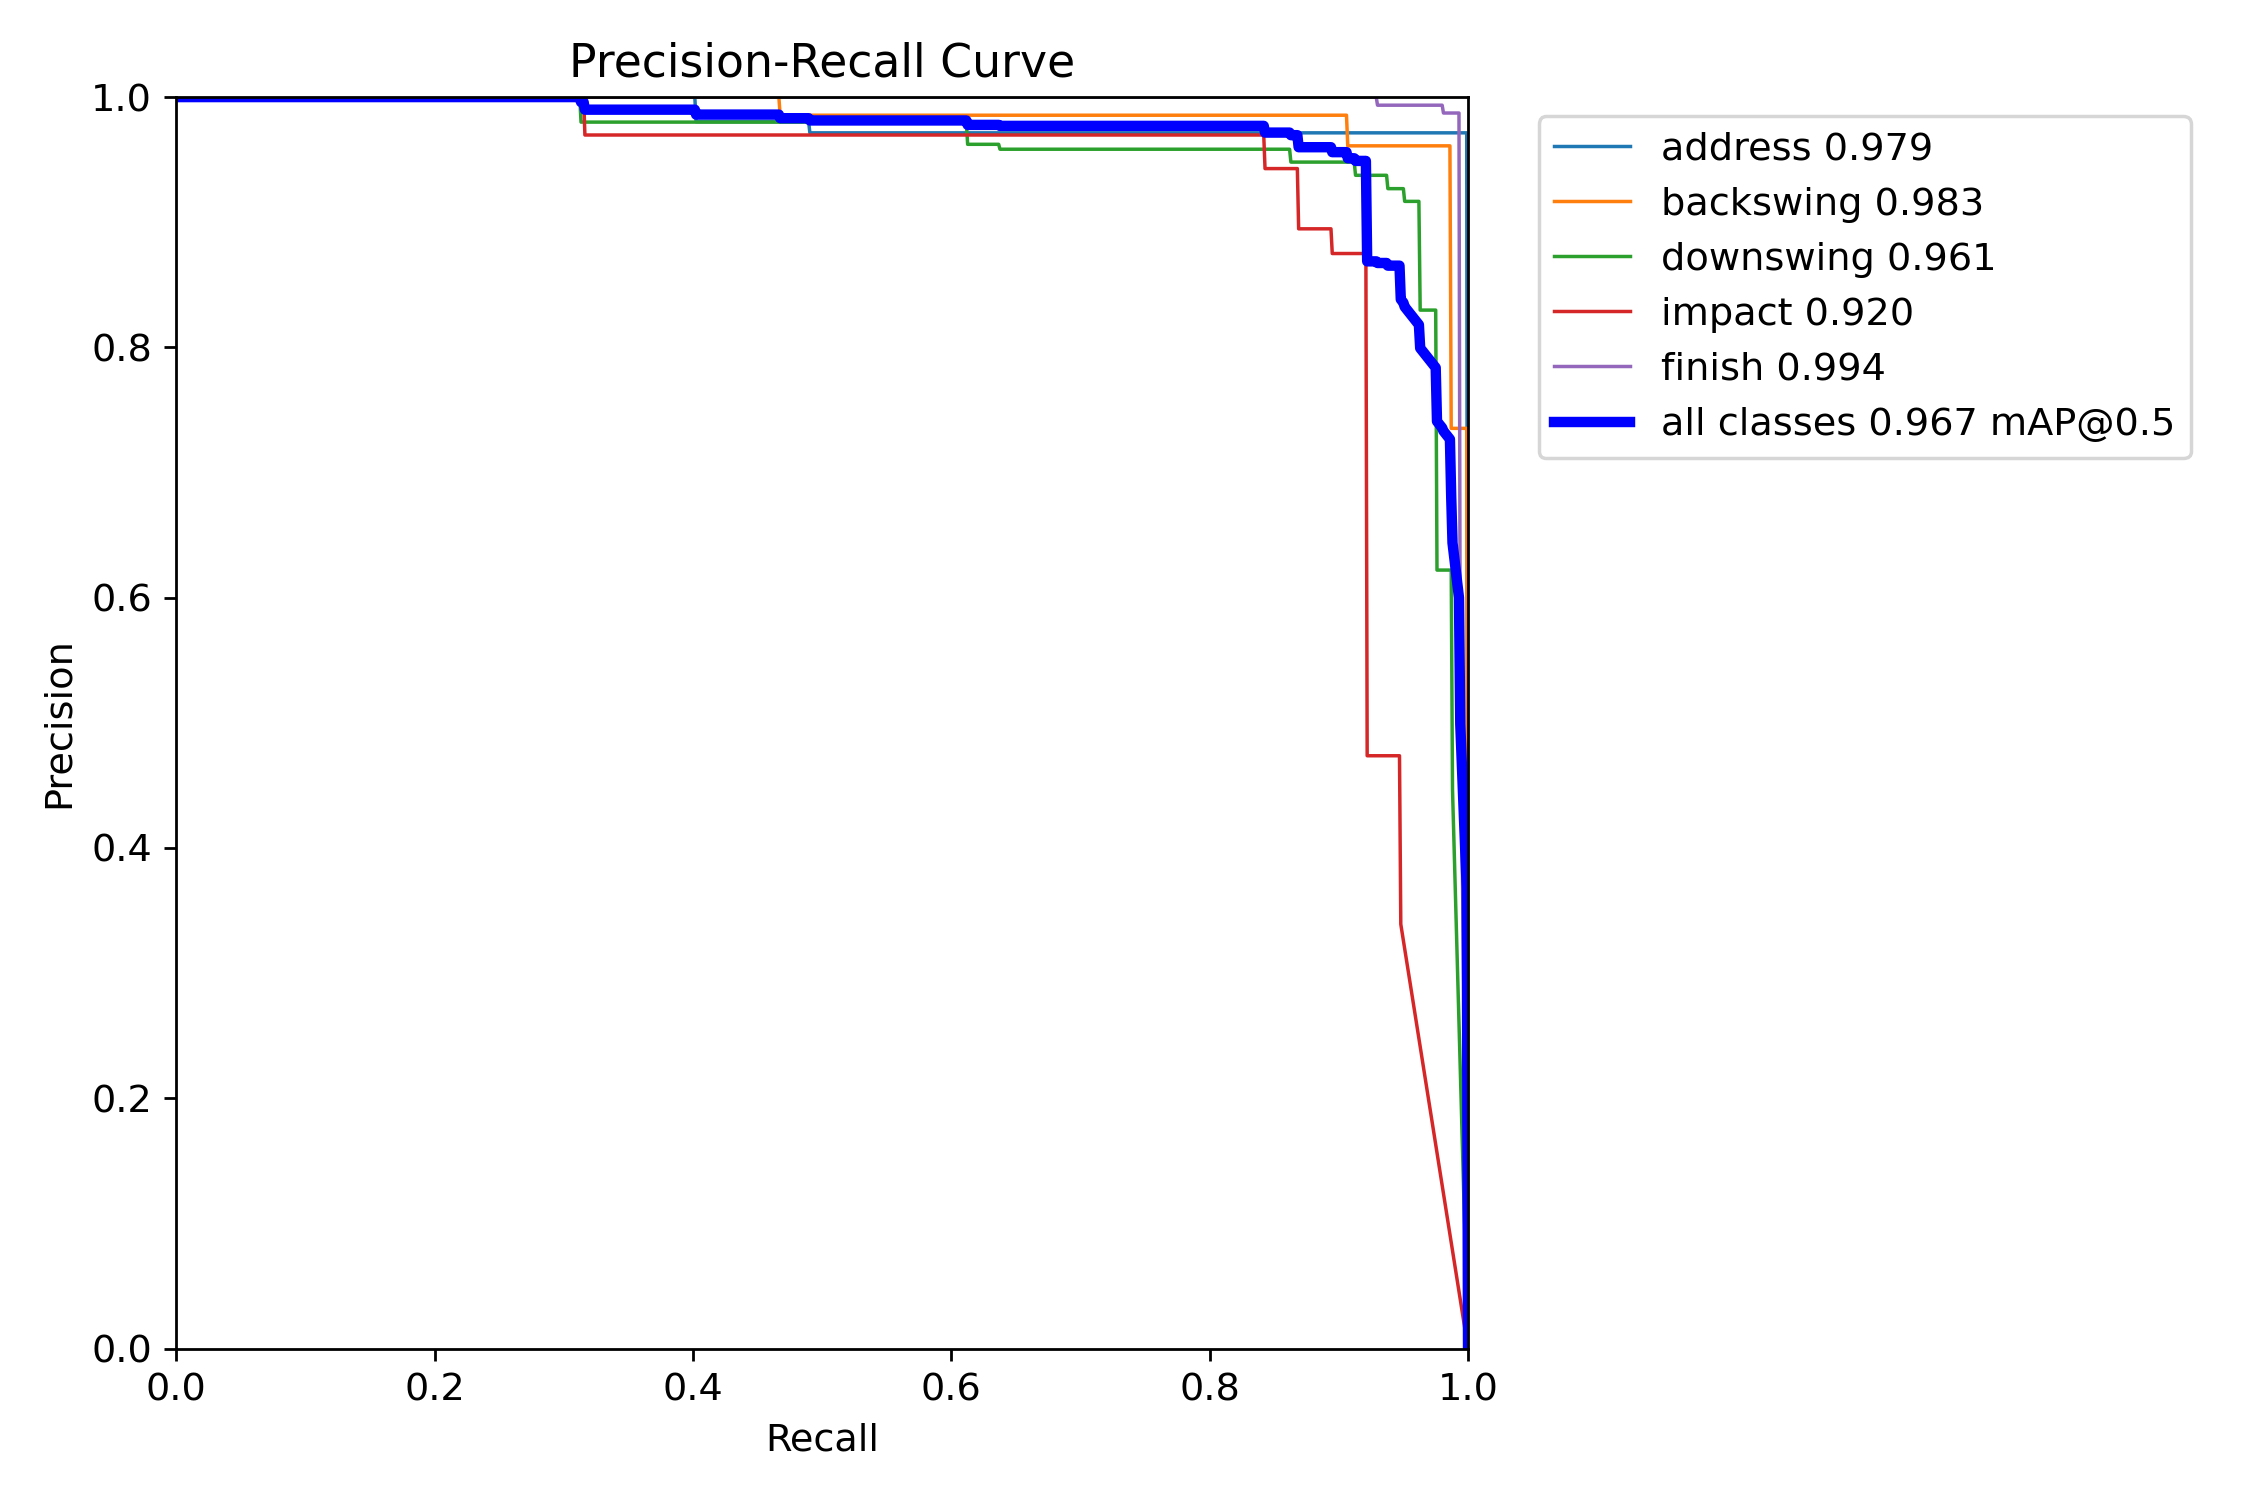 Precision-Recall Curve
1.0
0.8
0.6
0.4
0.2
0.0
Precision
0.0 0.2 0.4 0.6 0.8 1.0
Recall
address 0.979
backswing 0.983
downswing 0.961
impact 0.920
finish 0.994
all classes 0.967 mAP@0.5